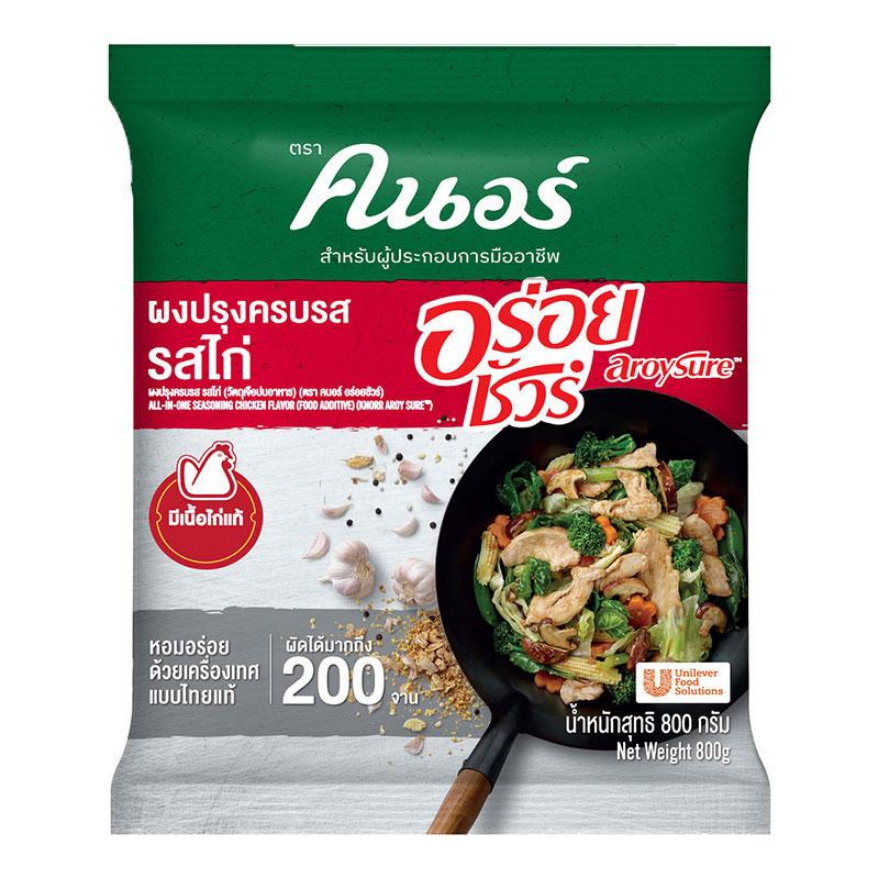 ตรา
คนอร์
สำหรับผู้ประกอบการมืออาชีพ
ผงปรุงครบรส
รสไก่
ผงปรุงครบรส รสไก่ (วัตถุเจือปนอาหาร) (ตรา คนอร์ อร่อยชัวร์)
ALL-IN-ONE SEASONING CHICKEN FLAVOR (FOOD ADDITIVE) (KNORR AROY SURE™)
อร่อย
ชัวร์
aroysure™
มีเนื้อไก่แท้
หอมอร่อย
ด้วยเครื่องเทศ
แบบไทยแท้
ผัดได้มากถึง
200 จาน
Unilever
Food
Solutions
น้ำหนักสุทธิ 800 กรัม
Net Weight 800g